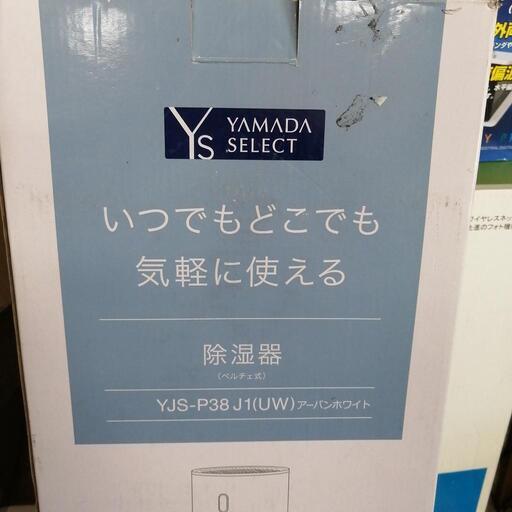 YS YAMADA
SELECT
いつでもどこでも
気軽に使える
除湿器
(ペルチェ式)
YJS-P38 J1(UW) アーバンホワイト